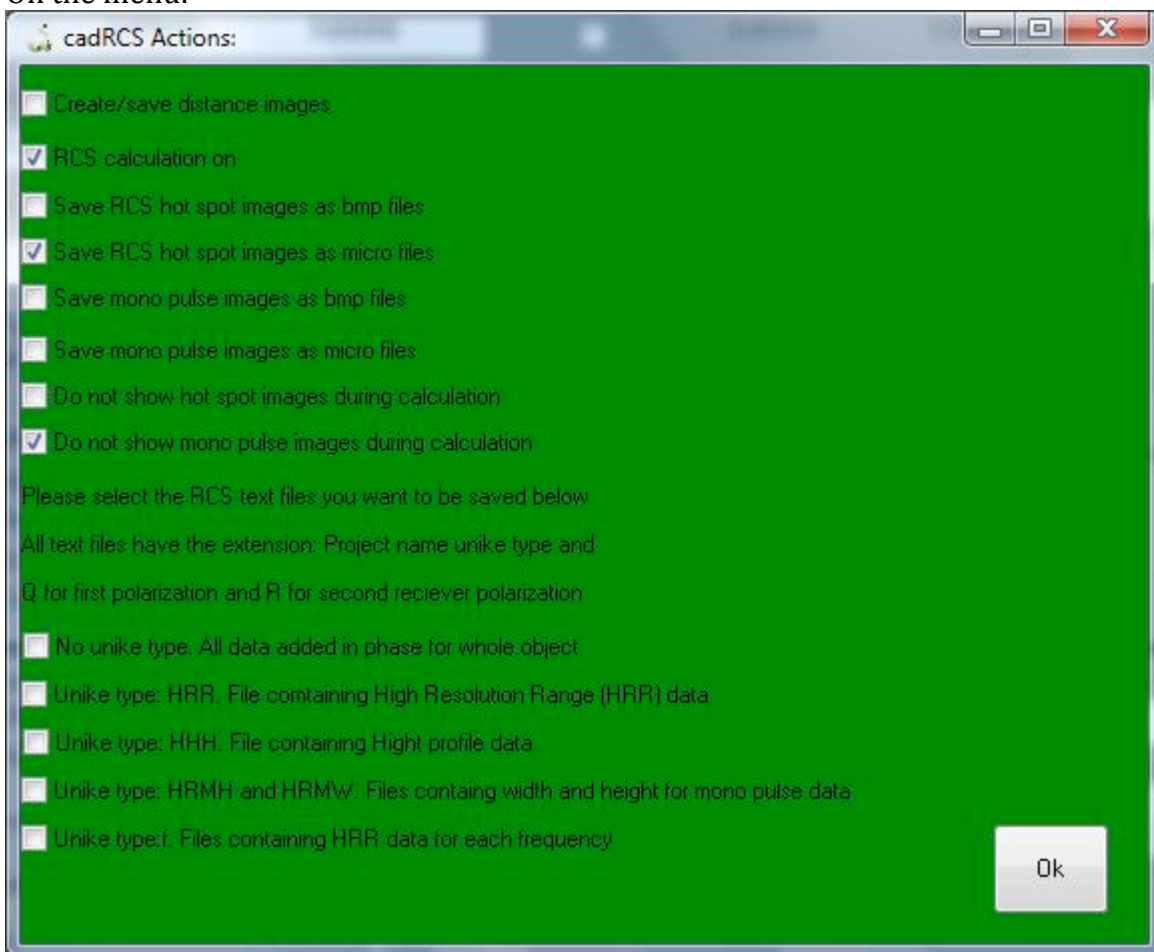 on the menu.
cadRCS Actions:
Create/save distance images
RCS calculation on
Save RCS hot spot images as bmp files
Save RCS hot spot images as micro files
Save mono pulse images as bmp files
Save mono pulse images as micro files
Do not show hot spot images during calculation
Do not show mono pulse images during calculation
Please select the RCS text files you want to be saved below
All text files have the extension: Project name unike type and
Q for first polarization and R for second reciever polarization
No unike type. All data added in phase for whole object
Unike type: HRR. File comtaining High Resolution Range (HRR) data
Unike type: HHH. File containing Hight profile data
Unike type: HRMH and HRMW. Files containg width and height for mono pulse data
Unike type:f. Files containing HRR data for each frequency
Ok